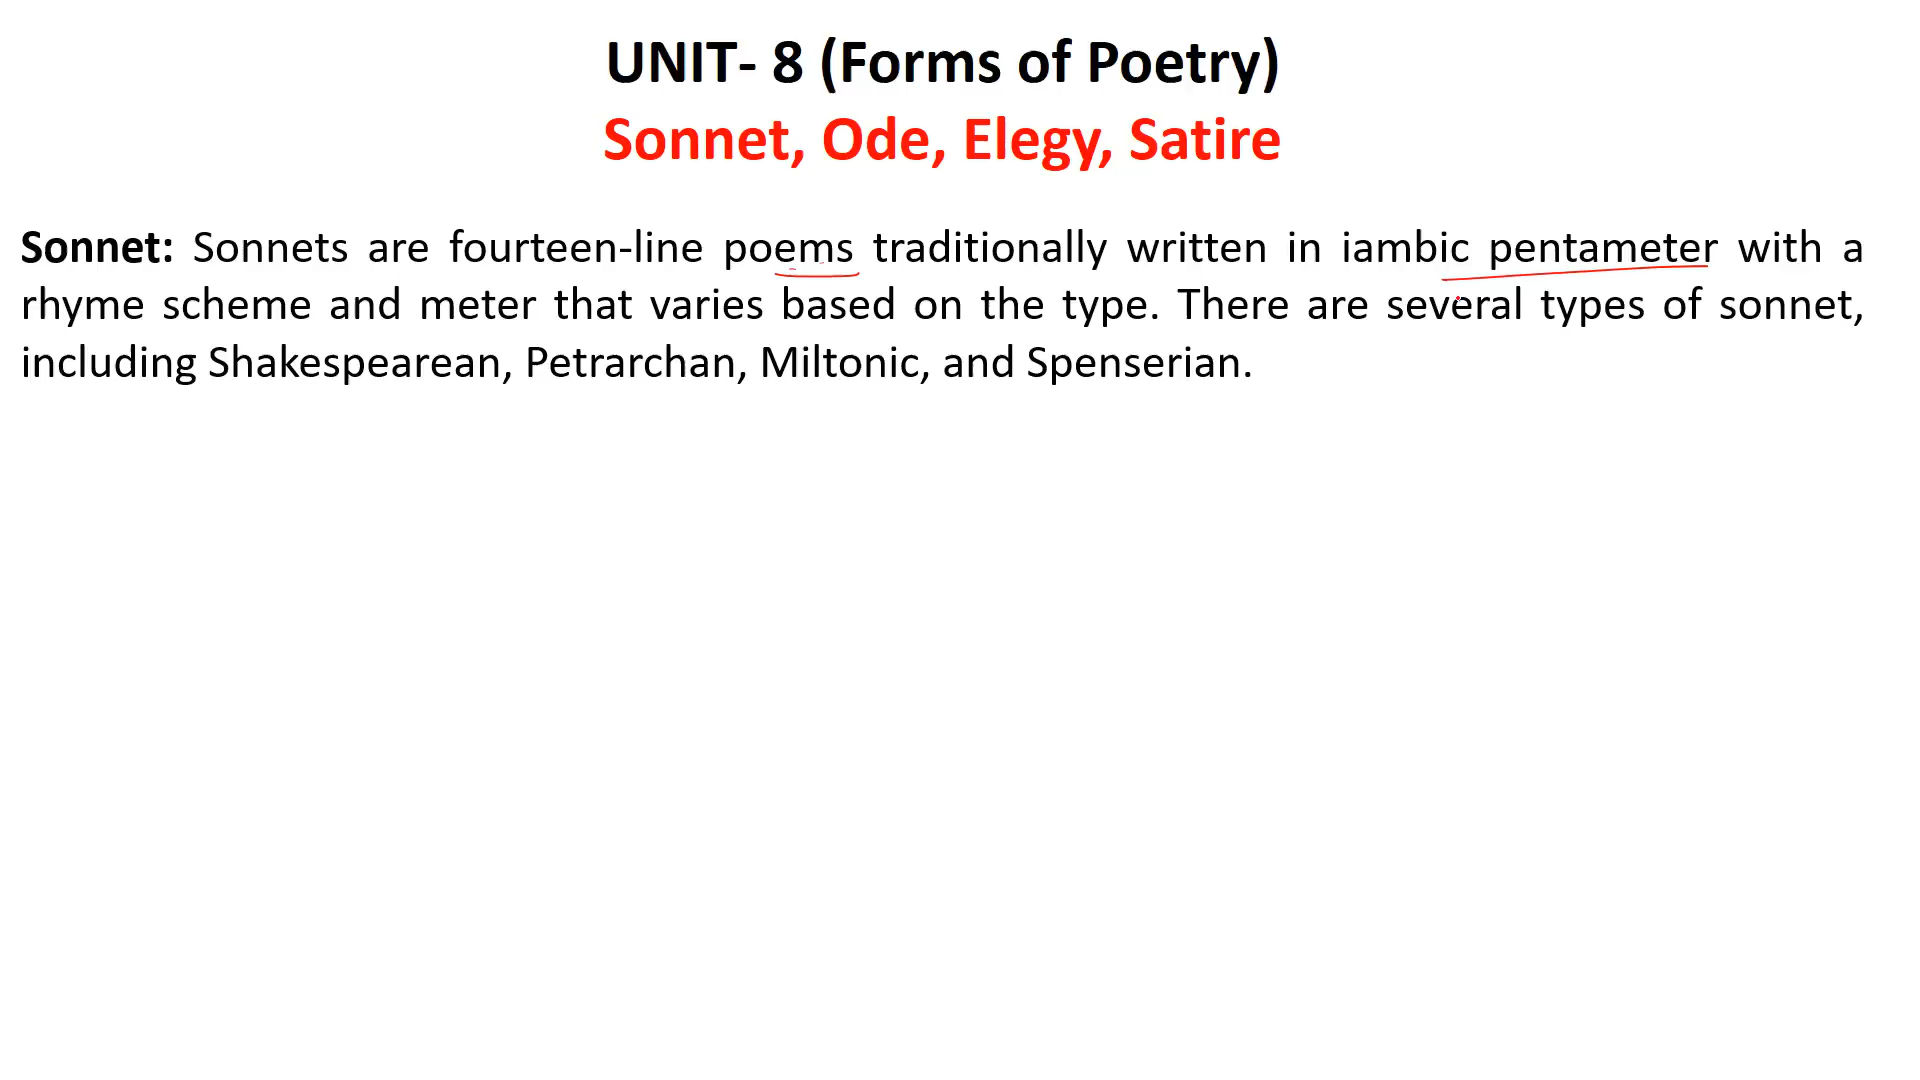 UNIT- 8 (Forms of Poetry)
Sonnet, Ode, Elegy, Satire
Sonnet: Sonnets are fourteen-line poems traditionally written in iambic pentameter with a
rhyme scheme and meter that varies based on the type. There are several types of sonnet,
including Shakespearean, Petrarchan, Miltonic, and Spenserian.